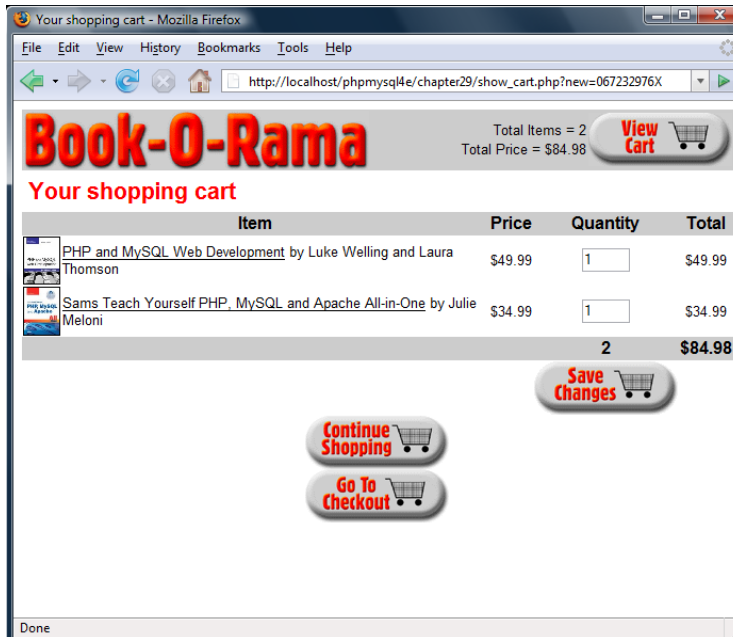 Your shopping cart - Mozilla Firefox
File Edit View History Bookmarks Tools Help
http://localhost/phpmysql4e/chapter29/show_cart.php?new=067232976X
Book-O-Rama
Total Items = 2
Total Price = $84.98
View
Cart
Your shopping cart
Item Price Quantity Total
PHP and MySQL Web Development by Luke Welling and Laura
Thomson
$49.99 1 $49.99
Sams Teach Yourself PHP, MySQL and Apache All-in-One by Julie
Meloni
$34.99 1 $34.99
2 $84.98
Save
Changes
Continue
Shopping
Go To
Checkout
Done